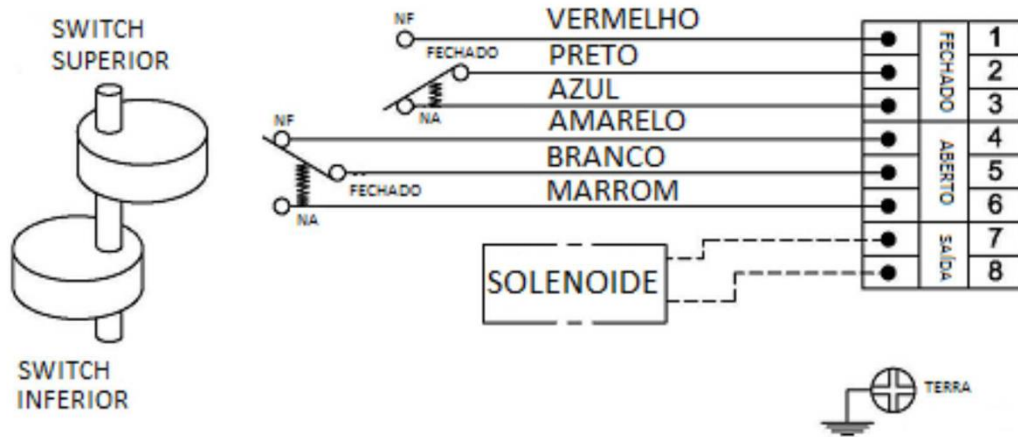 SWITCH
SUPERIOR
SWITCH
INFERIOR
NF
VERMELHO
FECHADO
PRETO
AZUL
NA
NF
AMARELO
BRANCO
FECHADO
MARROM
NA
SOLENOIDE
FECHADO
ABERTO
SAÍDA
1
2
3
4
5
6
7
8
TERRA